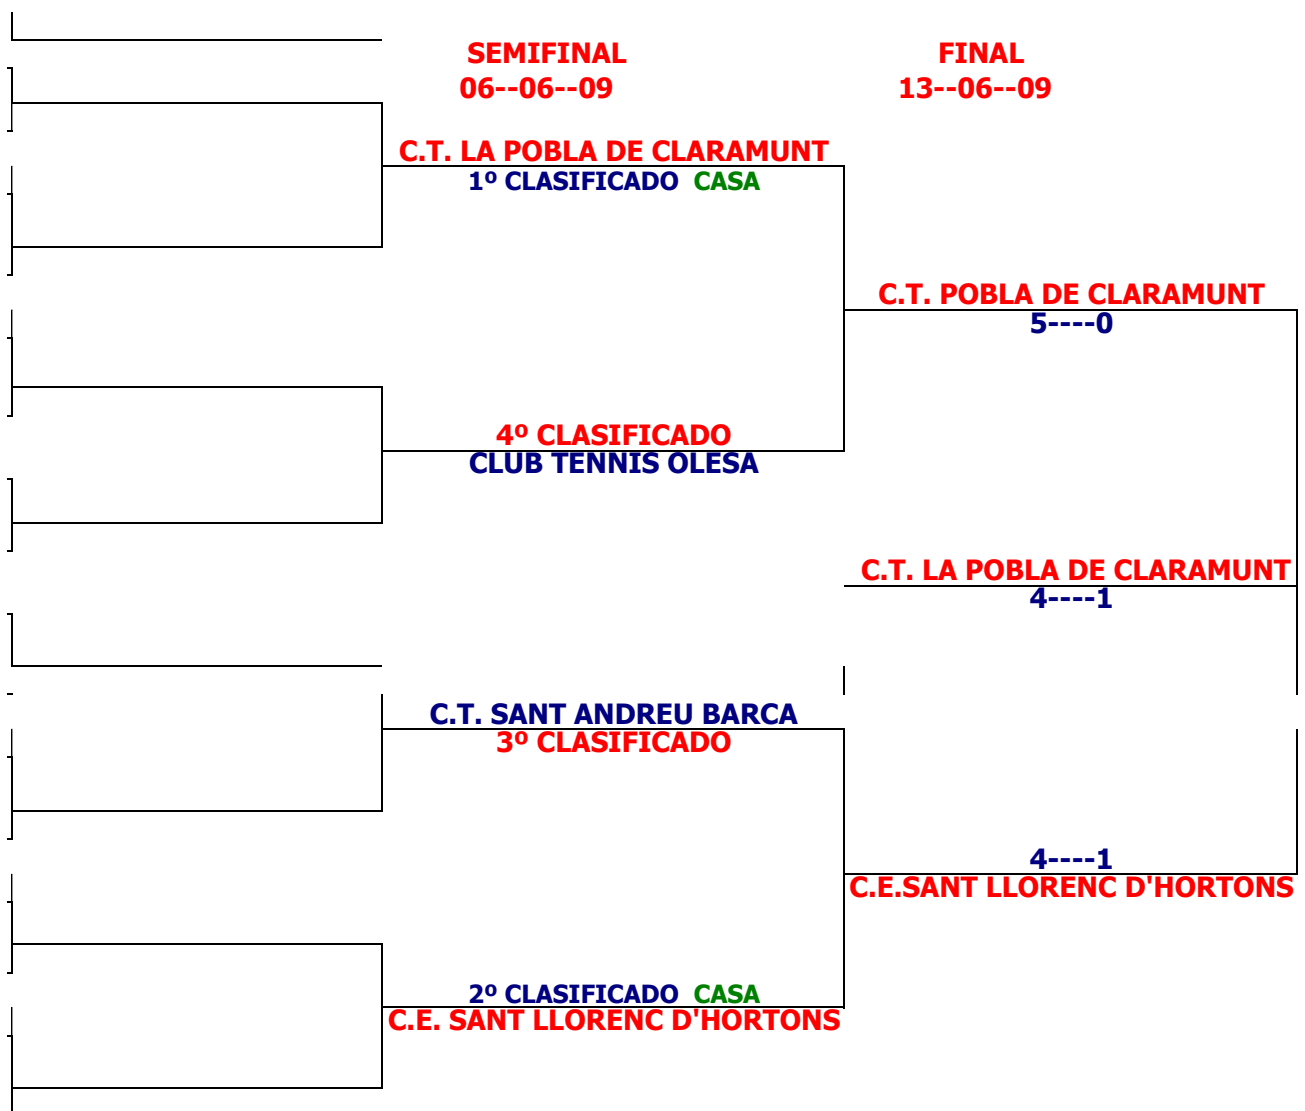 SEMIFINAL
FINAL
06--06--09
13--06--09
C.T. LA POBLA DE CLARAMUNT
1º CLASIFICADO CASA
C.T. POBLA DE CLARAMUNT
5----0
4º CLASIFICADO
CLUB TENNIS OLESA
C.T. LA POBLA DE CLARAMUNT
4----1
C.T. SANT ANDREU BARCA
3º CLASIFICADO
4----1
C.E.SANT LLORENC D'HORTONS
2º CLASIFICADO CASA
C.E. SANT LLORENC D'HORTONS